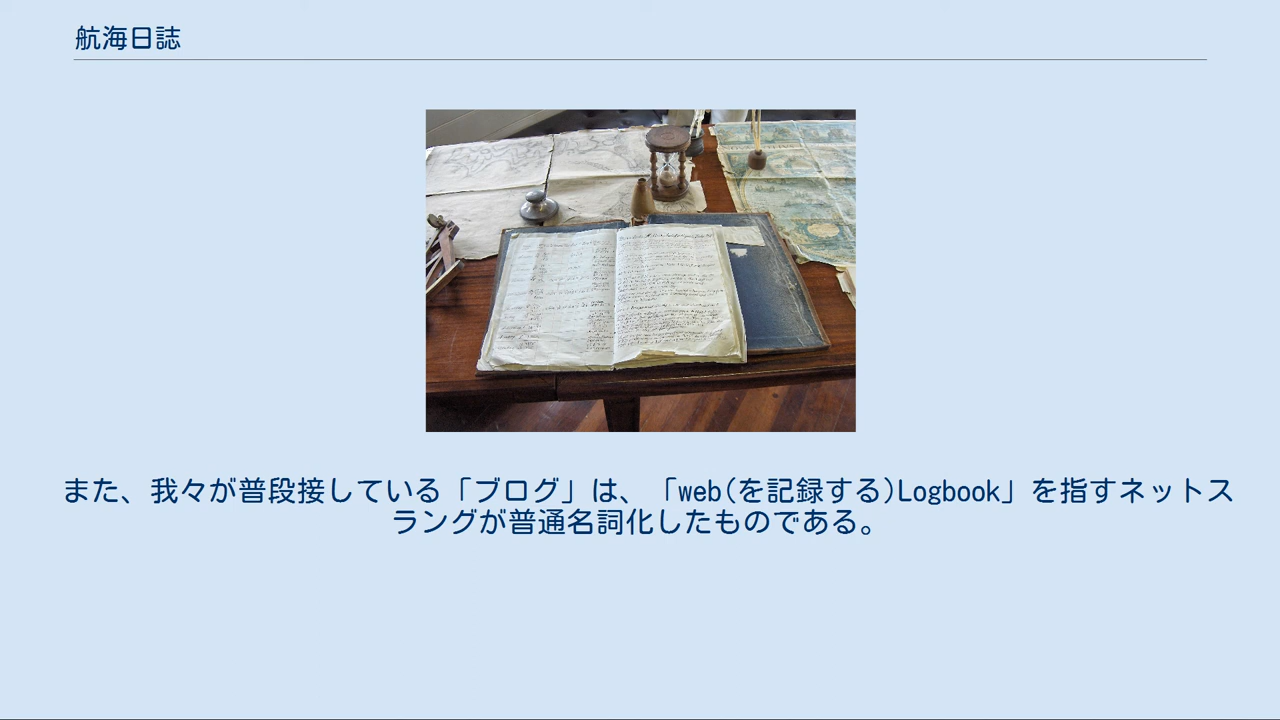 航海日誌
また、我々が普段接している「ブログ」は、「web(を記録する)Logbook」を指すネットス
ラングが普通名詞化したものである。